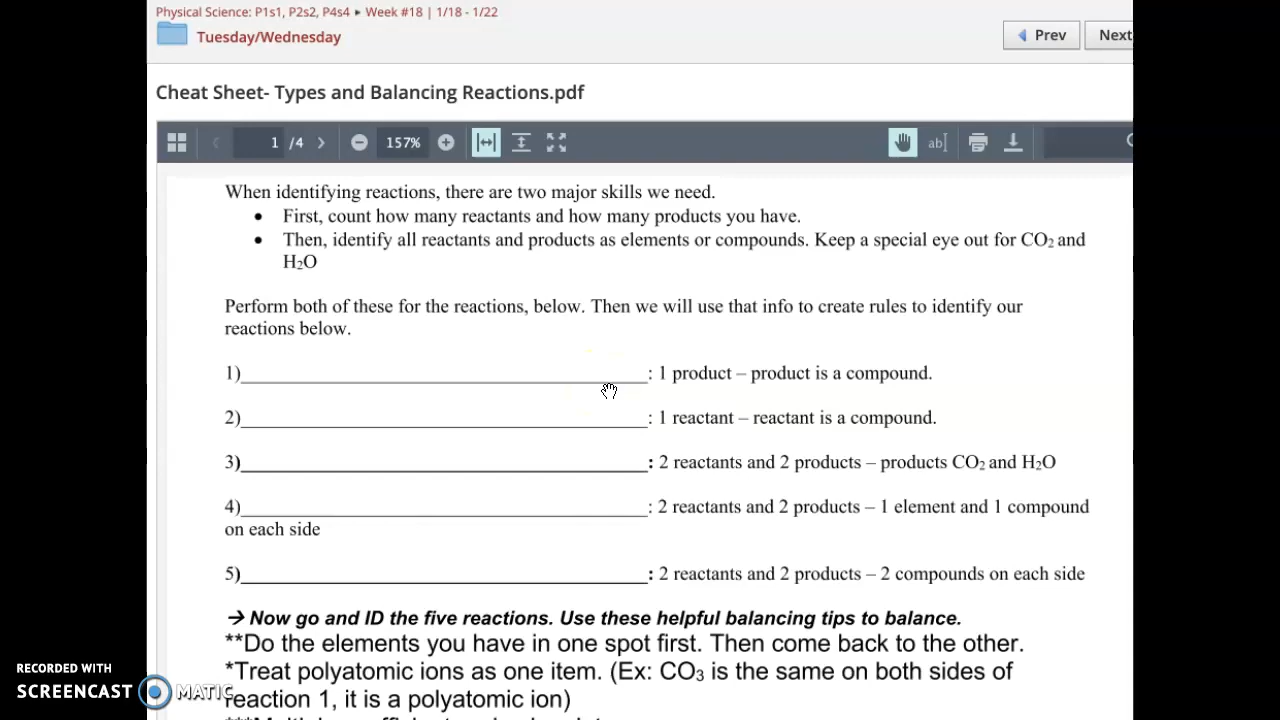 Physical Science: P1s1, P2s2, P4s4 ▸ Week #18 | 1/18 - 1/22
Tuesday/Wednesday
Prev
Next
Cheat Sheet- Types and Balancing Reactions.pdf
1 /4
157%
ab
When identifying reactions, there are two major skills we need.
• First, count how many reactants and how many products you have.
• Then, identify all reactants and products as elements or compounds. Keep a special eye out for CO₂ and
H₂O
Perform both of these for the reactions, below. Then we will use that info to create rules to identify our
reactions below.
1)___________________________________________: 1 product – product is a compound.
2)___________________________________________: 1 reactant – reactant is a compound.
3)___________________________________________: 2 reactants and 2 products – products CO₂ and H₂O
4)___________________________________________: 2 reactants and 2 products – 1 element and 1 compound
on each side
5)___________________________________________: 2 reactants and 2 products – 2 compounds on each side
→ Now go and ID the five reactions. Use these helpful balancing tips to balance.
**Do the elements you have in one spot first. Then come back to the other.
*Treat polyatomic ions as one item. (Ex: CO₃ is the same on both sides of
reaction 1, it is a polyatomic ion)
RECORDED WITH
SCREENCAST MATIC